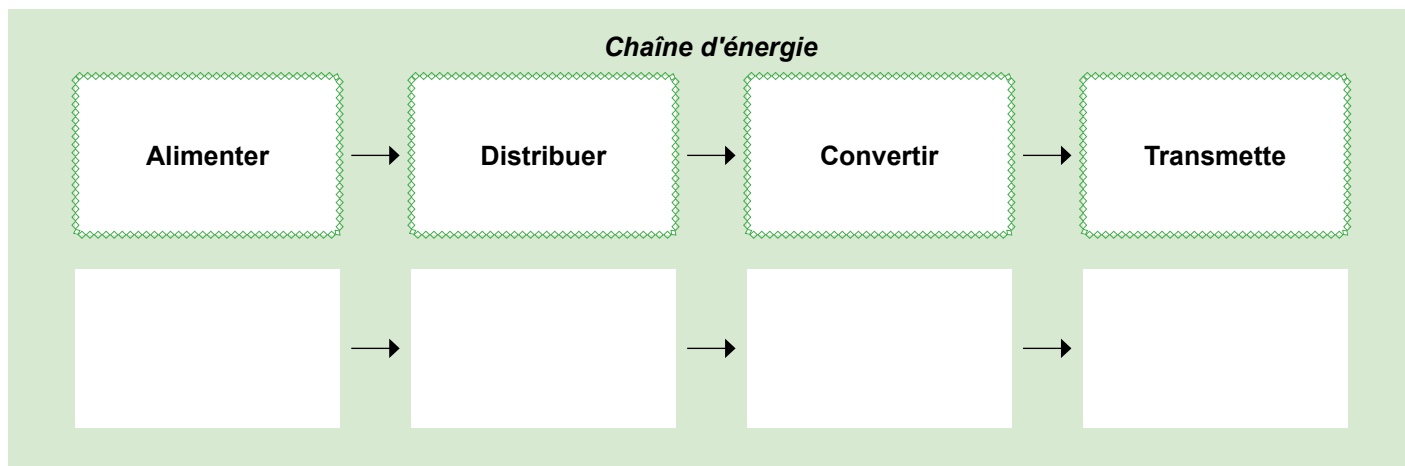 Chaîne d'énergie
Alimenter
Distribuer
Convertir
Transmette